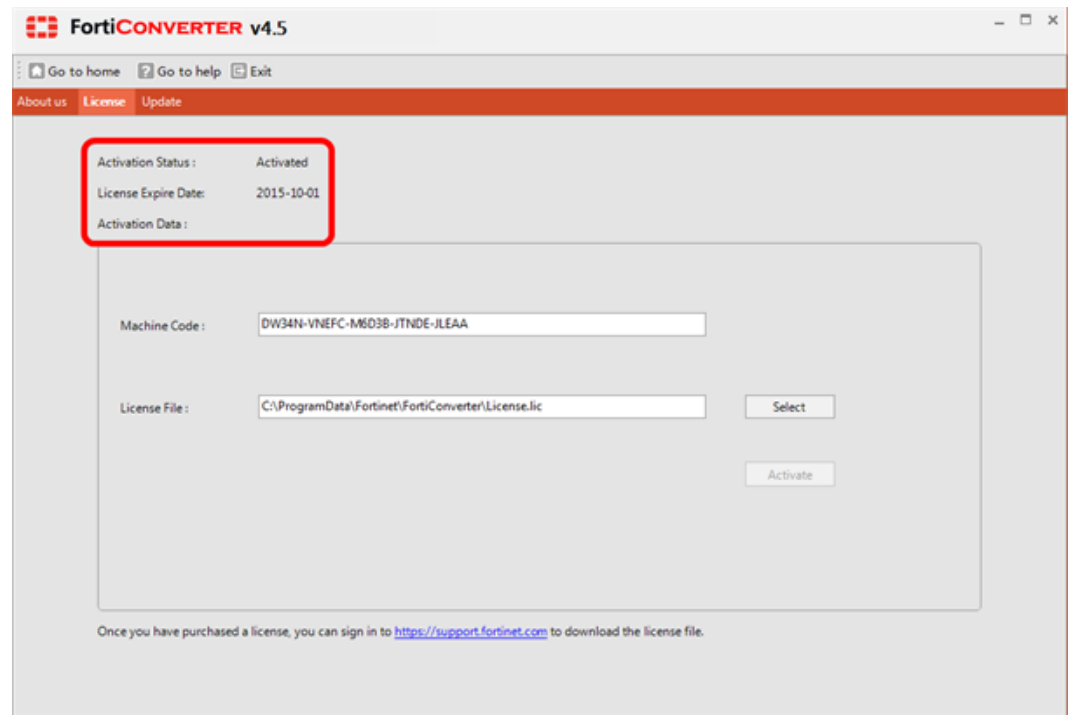 FORTICONVERTER v4.5
Go to home Go to help Exit
About us License Update
Activation Status : Activated
License Expire Date: 2015-10-01
Activation Data :
Machine Code : DW34N-VNEFC-M6D3B-JTNDE-JLEAA
License File : C:\ProgramData\Fortinet\FortiConverter\License.lic Select
Activate
Once you have purchased a license, you can sign in to https://support.fortinet.com to download the license file.